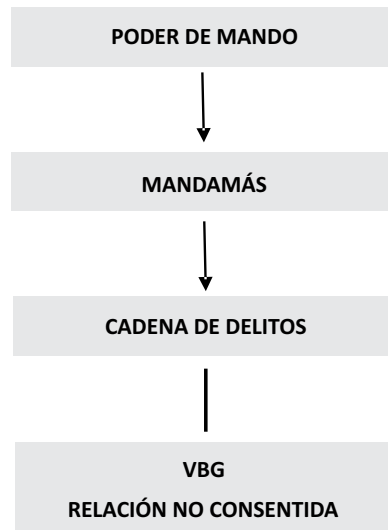 PODER DE MANDO
MANDAMÁS
CADENA DE DELITOS
VBG
RELACIÓN NO CONSENTIDA